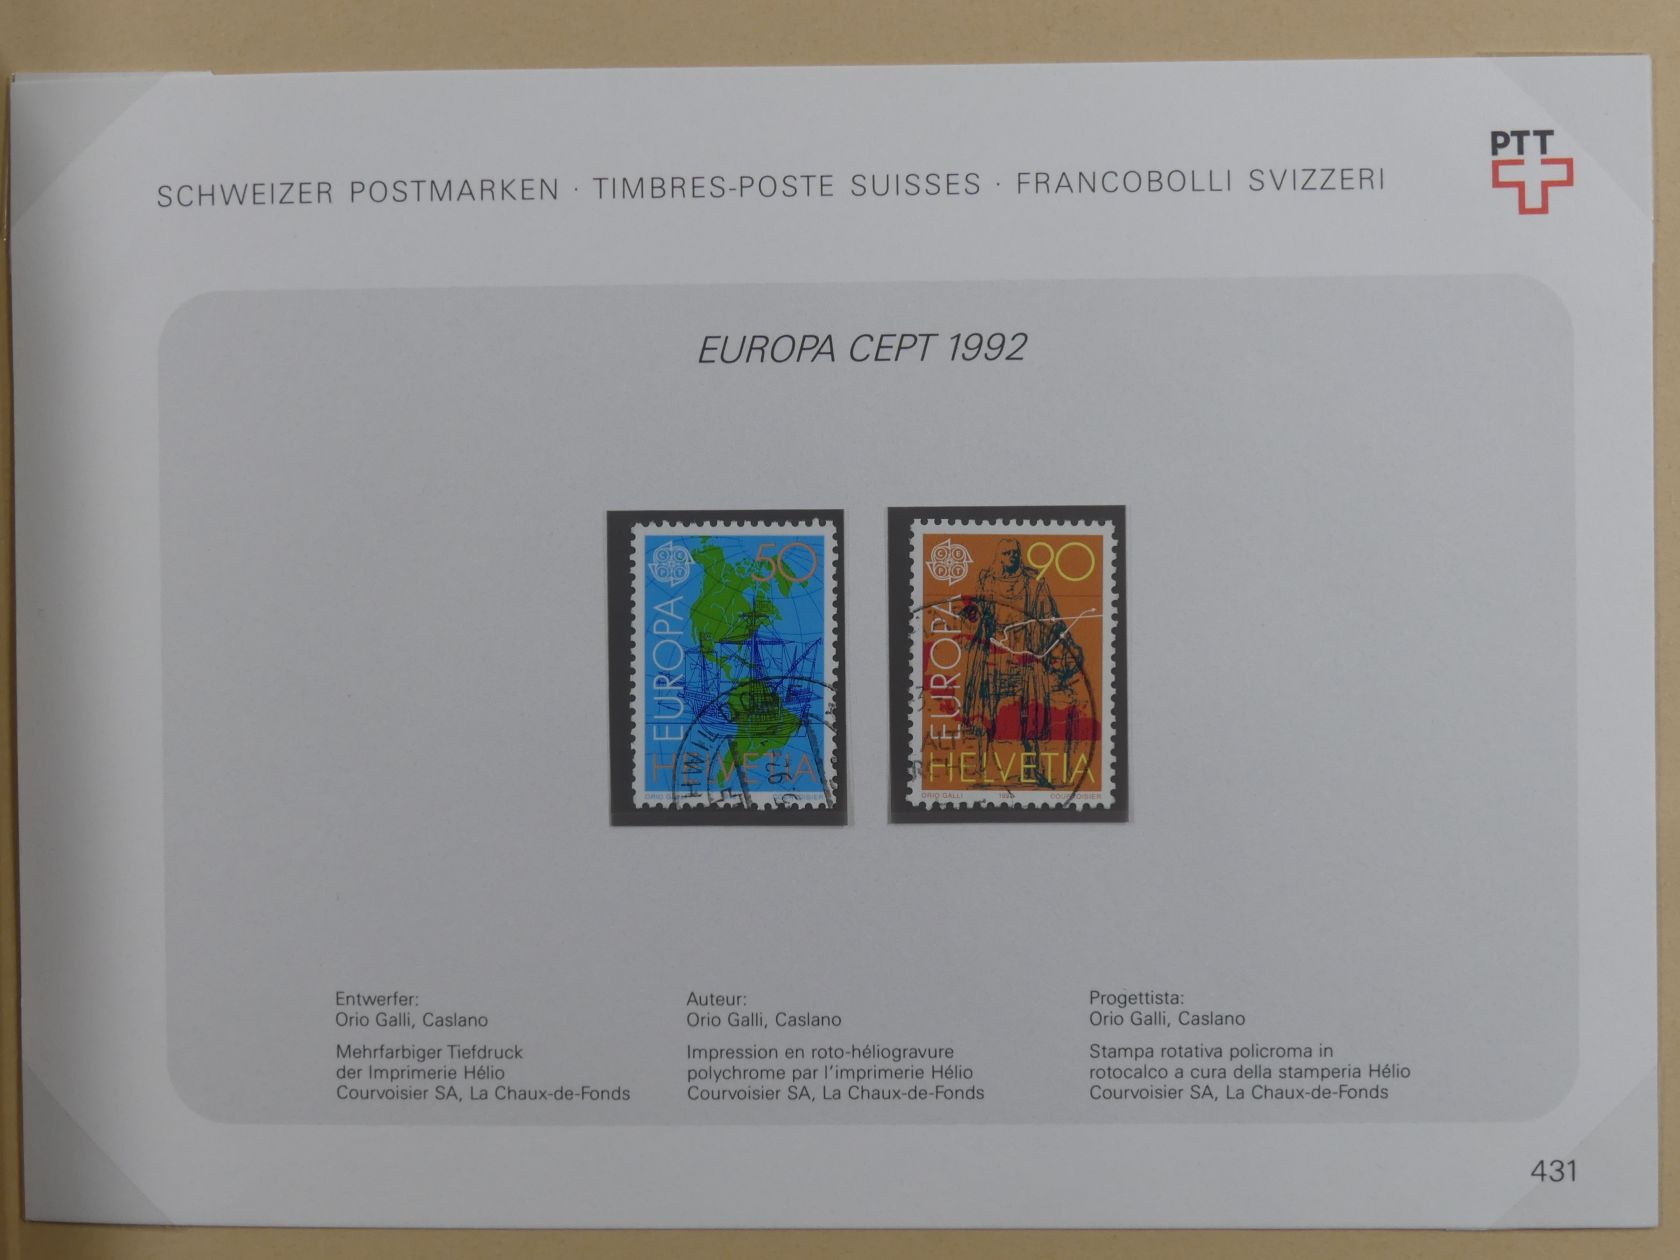 PTT
SCHWEIZER POSTMARKEN · TIMBRES-POSTE SUISSES · FRANCOBOLLI SVIZZERI
EUROPA CEPT 1992
CEPT
50
EUROPA
HELVETIA
ORIO GALLI
CEPT
90
EUROPA
HELVETIA
ORIO GALLI 1992 COURVOISIER
Entwerfer:
Orio Galli, Caslano
Mehrfarbiger Tiefdruck
der Imprimerie Hélio
Courvoisier SA, La Chaux-de-Fonds
Auteur:
Orio Galli, Caslano
Impression en roto-héliogravure
polychrome par l'imprimerie Hélio
Courvoisier SA, La Chaux-de-Fonds
Progettista:
Orio Galli, Caslano
Stampa rotativa policroma in
rotocalco a cura della stamperia Hélio
Courvoisier SA, La Chaux-de-Fonds
431